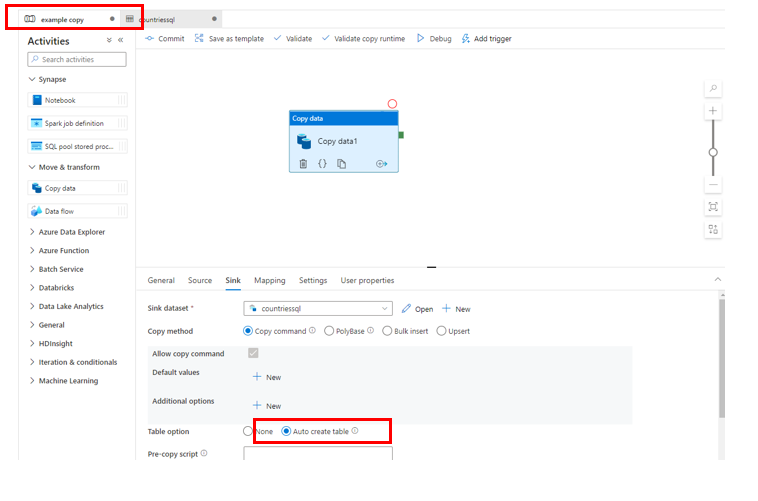 example copy
countriessql
Activities
Commit
Save as template
Validate
Validate copy runtime
Debug
Add trigger
Search activities
Synapse
Notebook
Spark job definition
SQL pool stored proc...
Move & transform
Copy data
Data flow
Azure Data Explorer
Azure Function
Batch Service
Databricks
Data Lake Analytics
General
HDInsight
Iteration & conditionals
Machine Learning
Copy data
Copy data1
{}
General Source Sink Mapping Settings User properties
Sink dataset * countriessql Open New
Copy method Copy command PolyBase Bulk insert Upsert
Allow copy command
Default values
New
Additional options
New
Table option None Auto create table
Pre-copy script